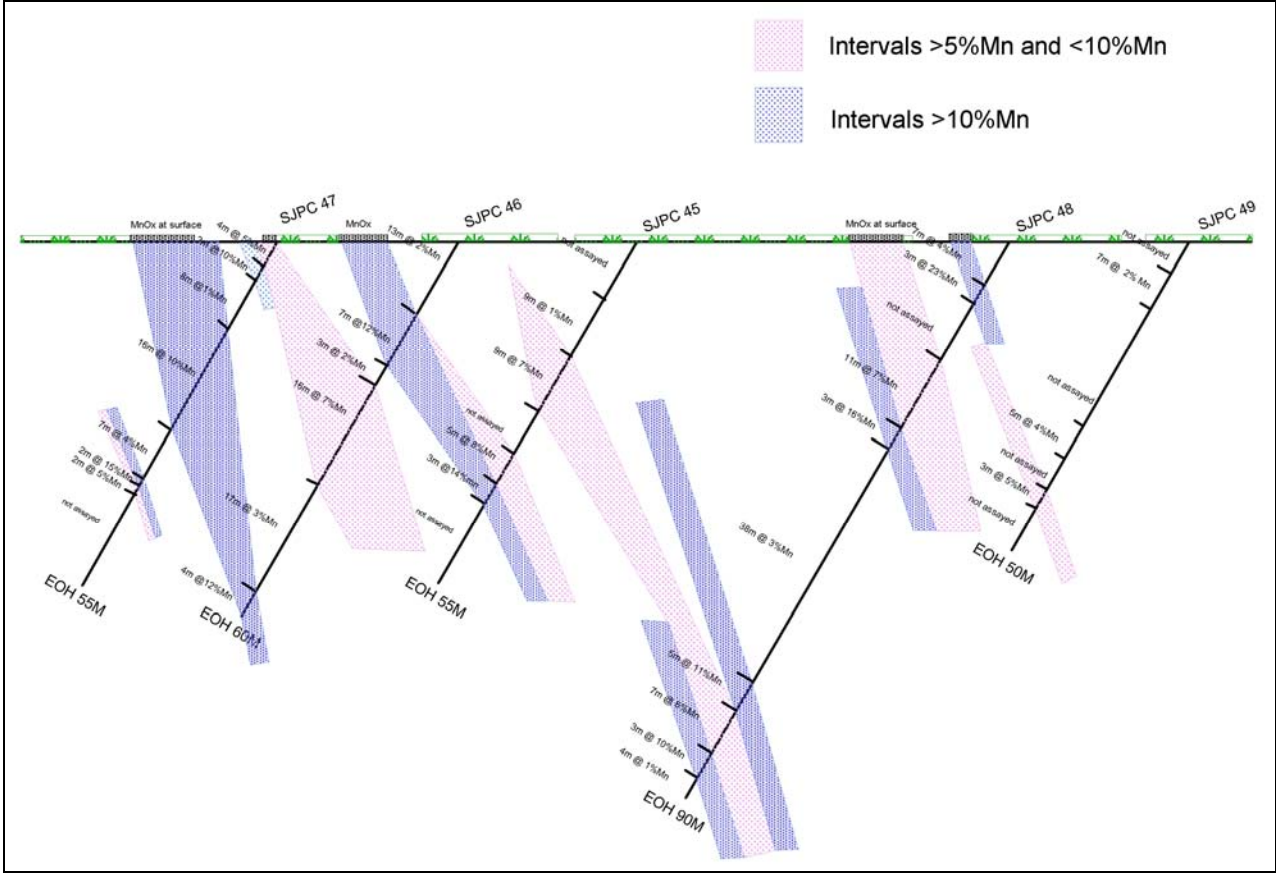 Intervals >5%Mn and <10%Mn
Intervals >10%Mn
SJPC 47
SJPC 46
SJPC 45
SJPC 48
SJPC 49
MnOx at surface
MnOx
MnOx at surface
4m @ 5%Mn
@10%Mn
8m @1%Mn
16m @ 10%Mn
7m @ 4%Mn
2m @ 15%Mn
2m @ 5%Mn
not assayed
EOH 55M
3m @ 2%Mn
16m @ 7%Mn
17m @ 3%Mn
4m @12%Mn
EOH 60M
13m @ 2%Mn
7m @12%Mn
not assayed
5m @ 8%Mn
3m @14%mn
not assayed
EOH 55M
not assayed
9m @ 1%Mn
9m @ 7%Mn
7m @ 4%Mn
3m @ 23%Mn
not assayed
11m @ 7%Mn
3m @ 16%Mn
38m @ 3%Mn
5m @ 11%Mn
7m @ 6%Mn
3m @ 10%Mn
4m @ 1%Mn
EOH 90M
not assayed
7m @ 2% Mn
not assayed
5m @ 4%Mn
not assayed
3m @ 5%Mn
not assayed
EOH 50M